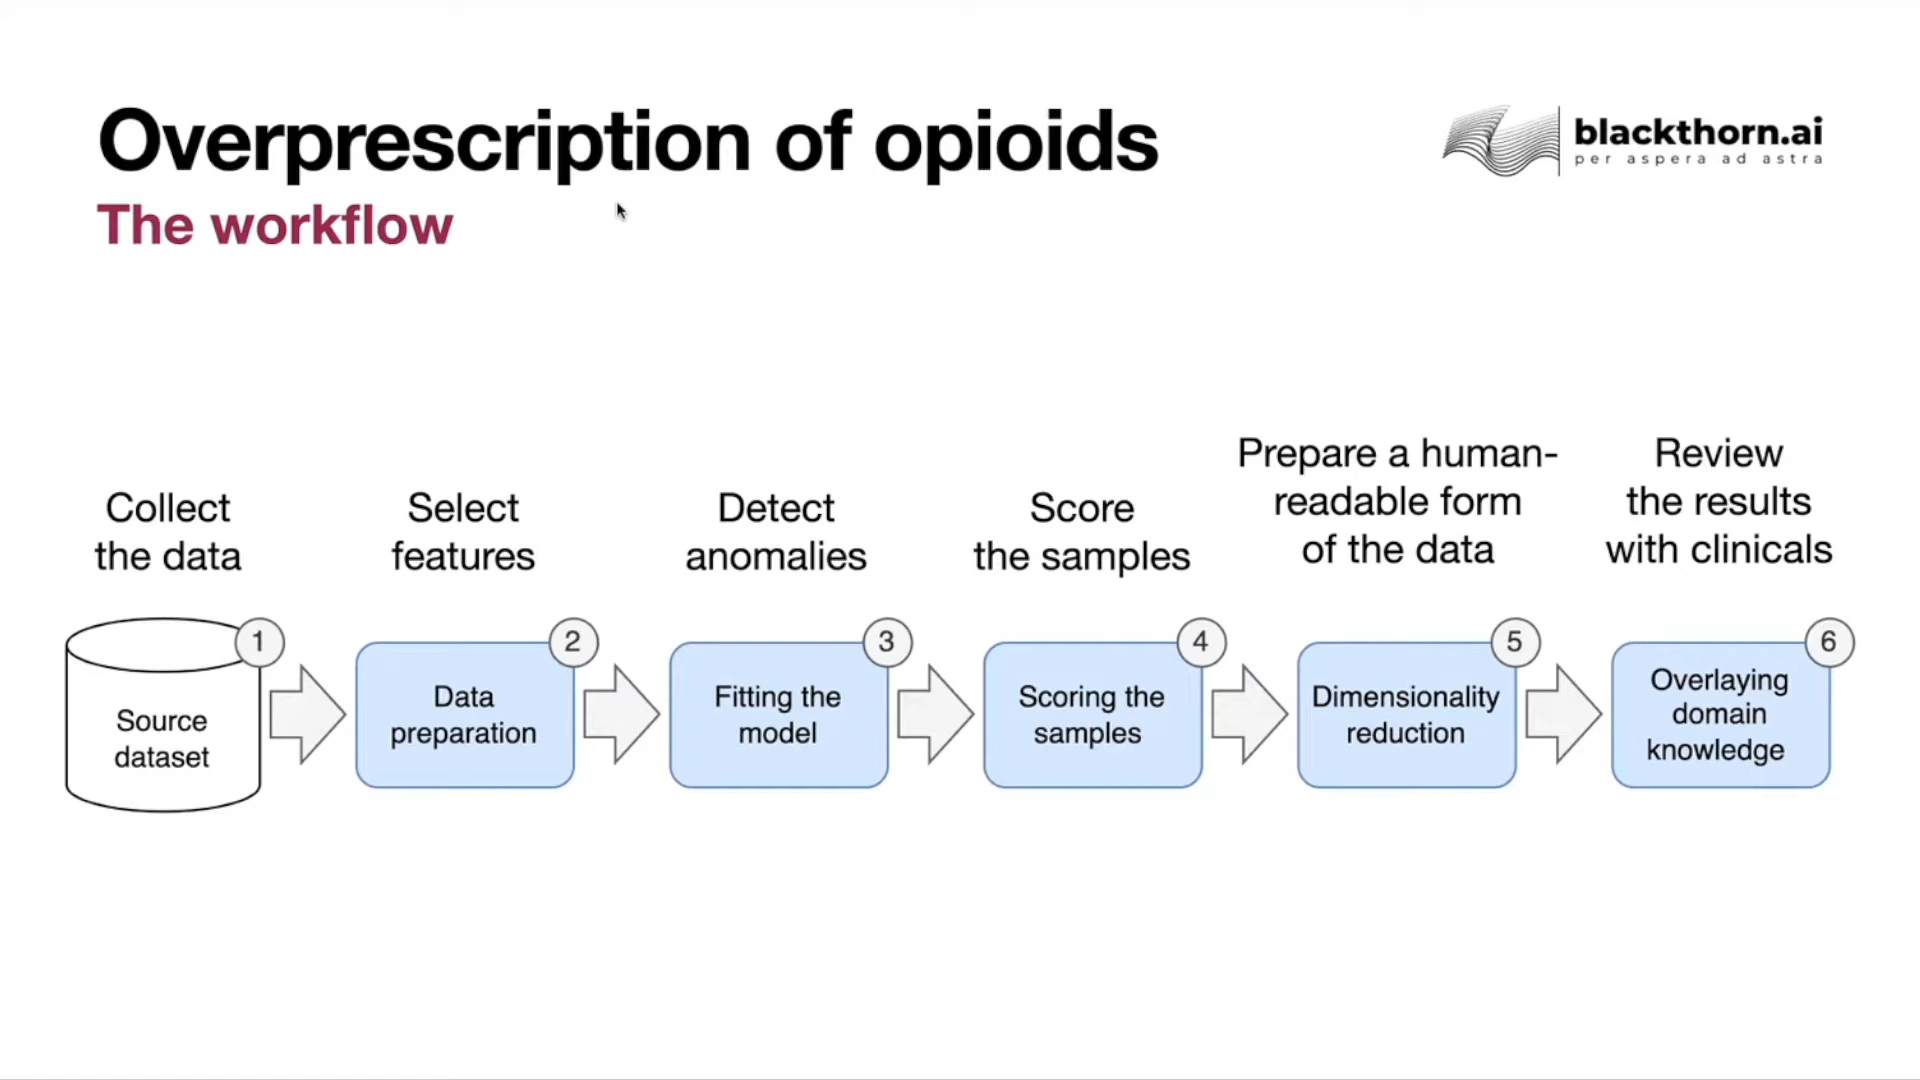 Overprescription of opioids
The workflow
blackthorn.ai
per aspera ad astra
Collect
the data
Select
features
Detect
anomalies
Score
the samples
Prepare a human-
readable form
of the data
Review
the results
with clinicals
1
Source
dataset
2
Data
preparation
3
Fitting the
model
4
Scoring the
samples
5
Dimensionality
reduction
6
Overlaying
domain
knowledge